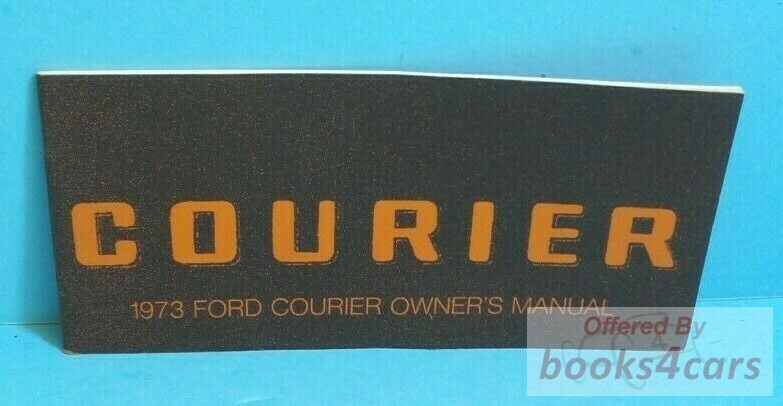 COURIER
1973 FORD COURIER OWNER'S MANUAL
Offered By
books4cars